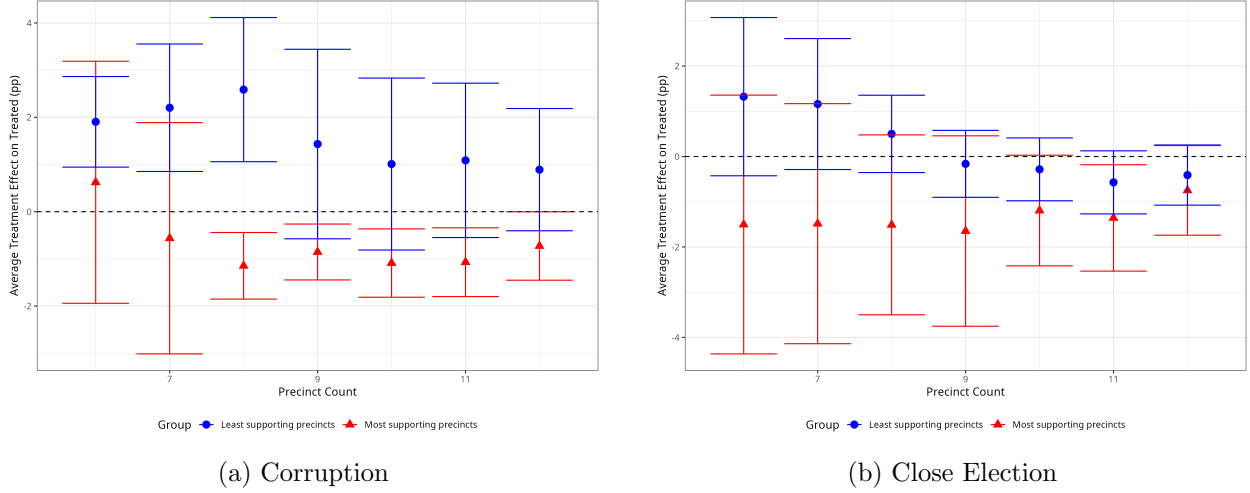 Average Treatment Effect on Treated (pp)
4
2
0
-2
7
9
11
Precinct Count
Group Least supporting precincts Most supporting precincts
(a) Corruption
Average Treatment Effect on Treated (pp)
2
0
-2
-4
7
9
11
Precinct Count
Group Least supporting precincts Most supporting precincts
(b) Close Election